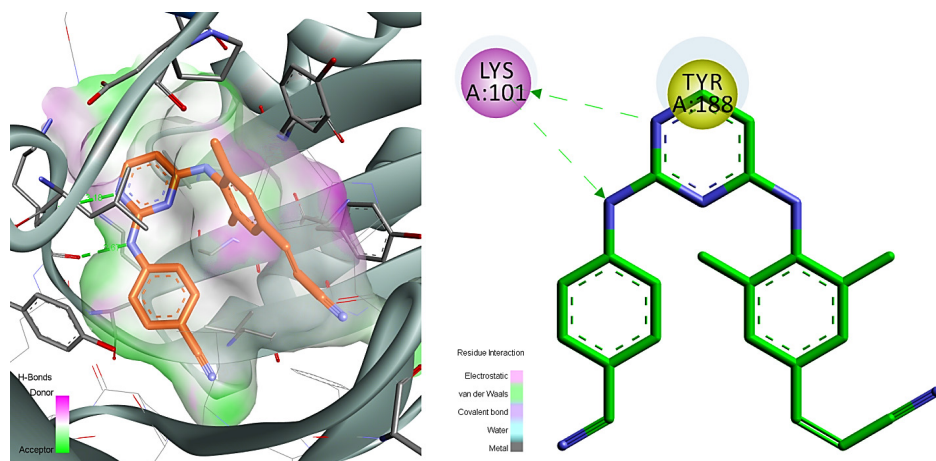 H-Bonds
Donor
Acceptor
LYS
A:101
TYR
A:188
Residue Interaction
Electrostatic
van der Waals
Covalent bond
Water
Metal